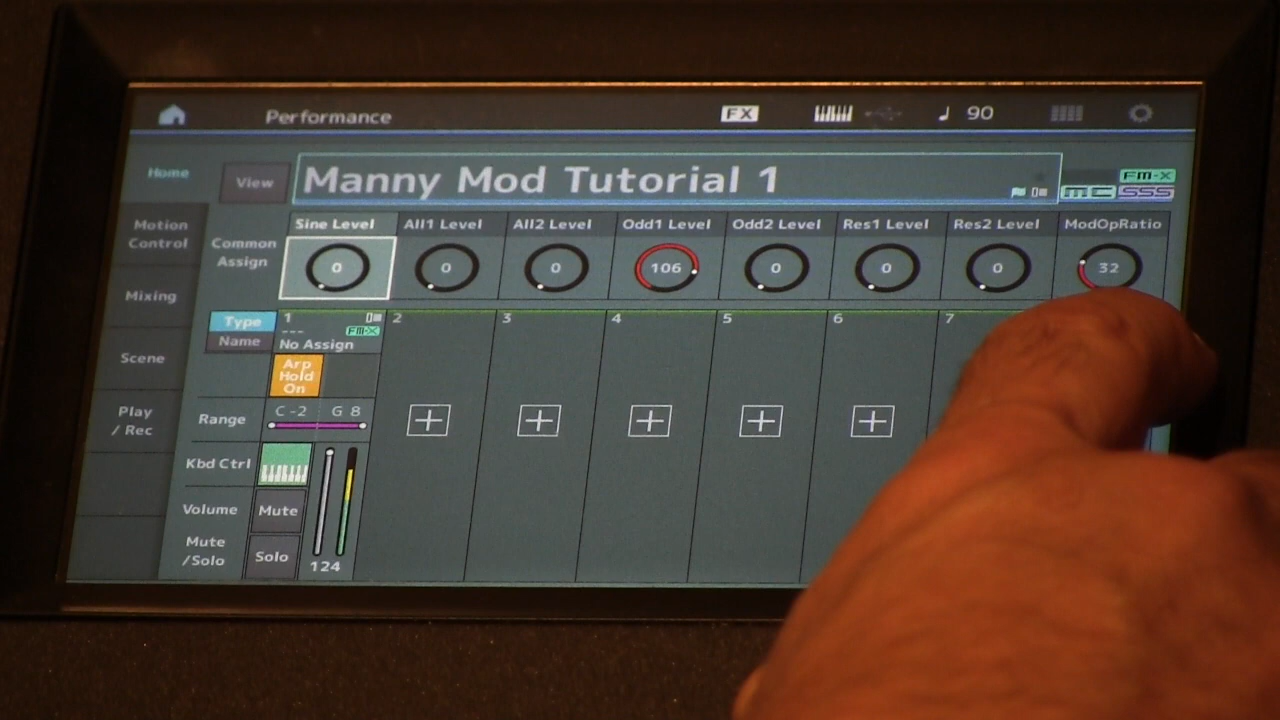 Performance FX 90
Home View Manny Mod Tutorial 1 FM-X
MC SSS
Motion
Control
Common
Assign
Sine Level All1 Level All2 Level Odd1 Level Odd2 Level Res1 Level Res2 Level ModOpRatio
0 0 0 106 0 0 0 32
Mixing
Scene
Play
/ Rec
Type
Name
1 2 3 4 5 6 7
--- FM-X
No Assign
Arp
Hold
On
Range C -2 G 8
Kbd Ctrl
Volume Mute
Mute
/Solo Solo
124